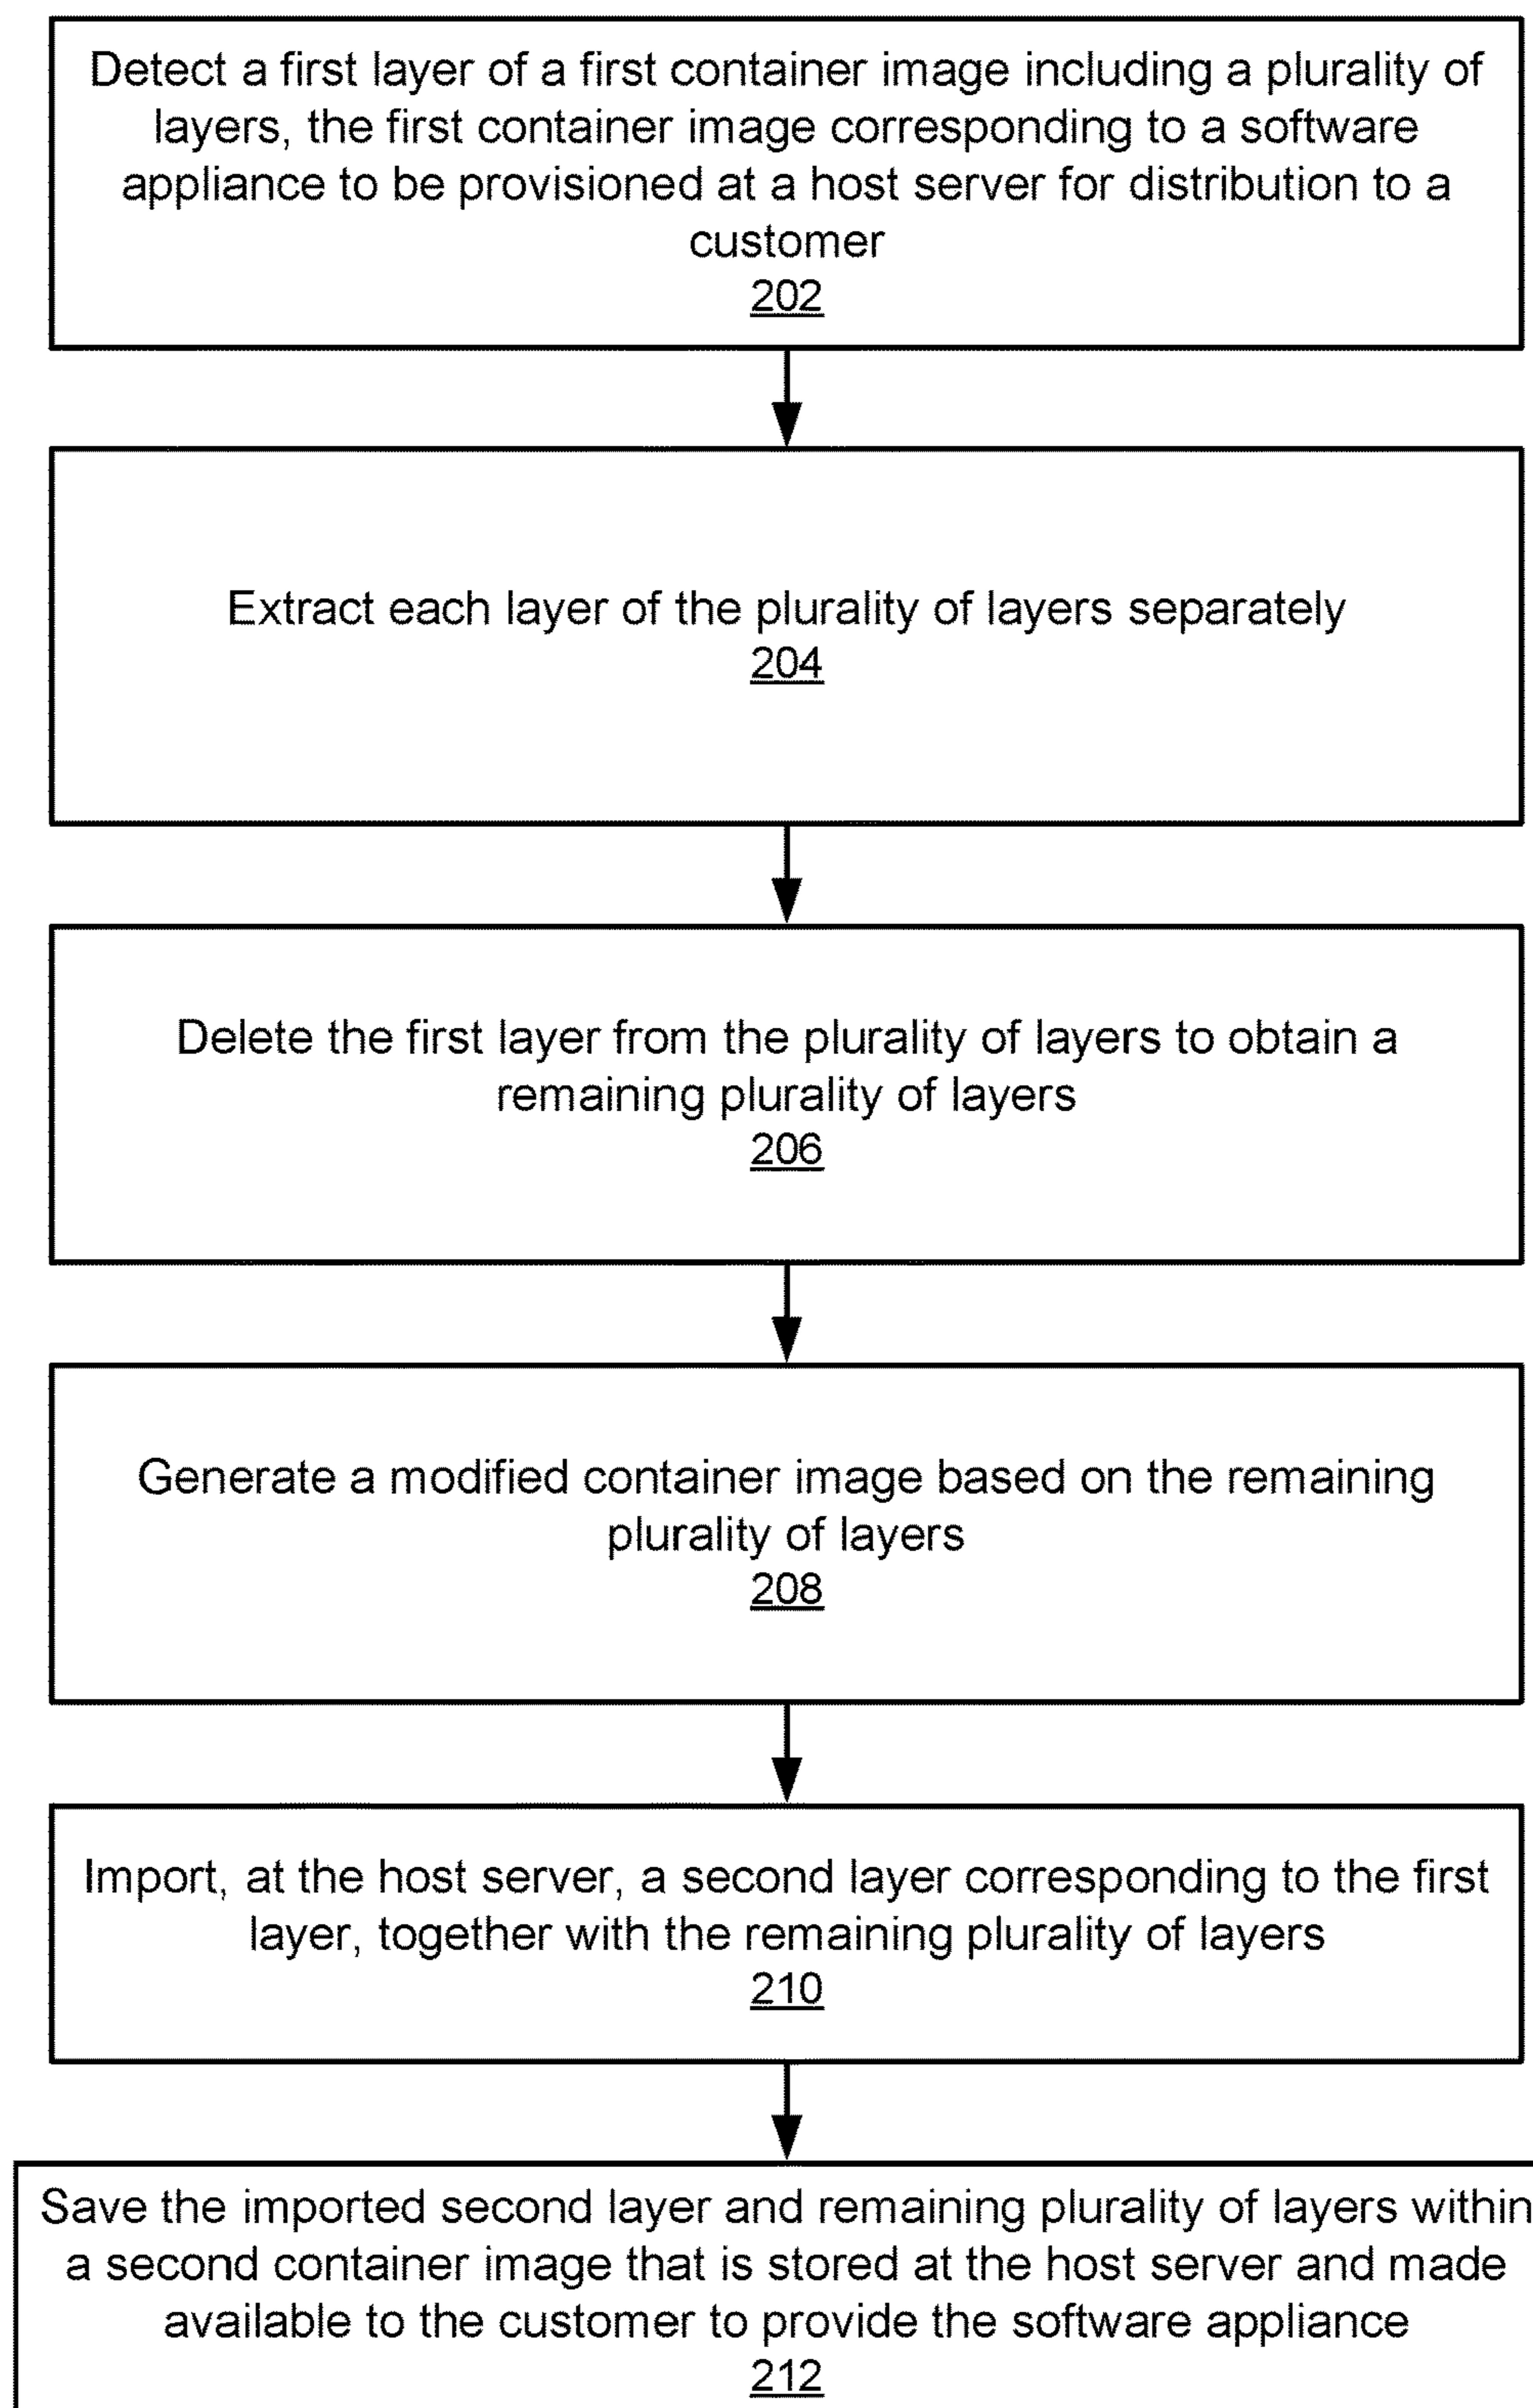 Detect a first layer of a first container image including a plurality of
layers, the first container image corresponding to a software
appliance to be provisioned at a host server for distribution to a
customer
202
Extract each layer of the plurality of layers separately
204
Delete the first layer from the plurality of layers to obtain a
remaining plurality of layers
206
Generate a modified container image based on the remaining
plurality of layers
208
Import, at the host server, a second layer corresponding to the first
layer, together with the remaining plurality of layers
210
Save the imported second layer and remaining plurality of layers within
a second container image that is stored at the host server and made
available to the customer to provide the software appliance
212